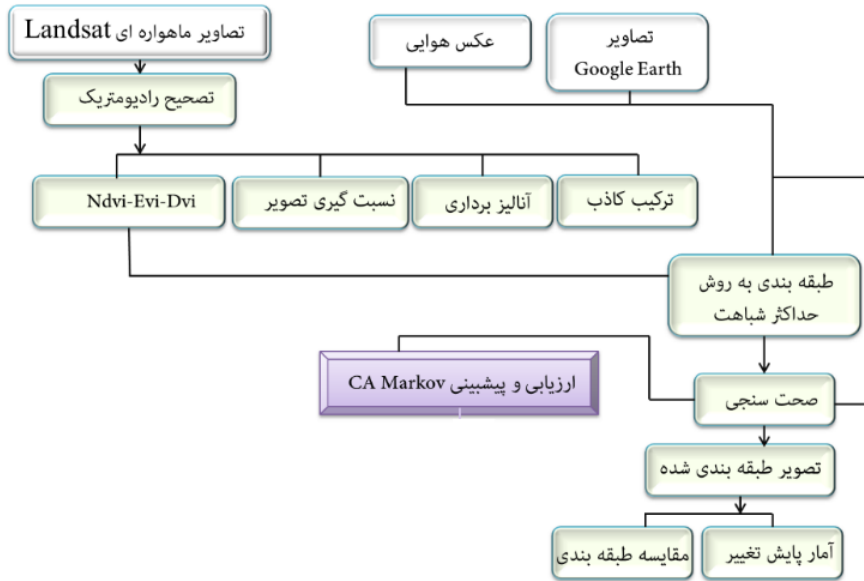 تصاویر ماهواره ای Landsat
عکس هوایی
تصاویر
Google Earth
تصحیح رادیومتریک
Ndvi-Evi-Dvi
نسبت گیری تصویر
آنالیز برداری
ترکیب کاذب
طبقه بندی به روش
حداکثر شباهت
ارزیابی و پیشبینی CA Markov
صحت سنجی
تصویر طبقه بندی شده
مقایسه طبقه بندی
آمار پایش تغییر